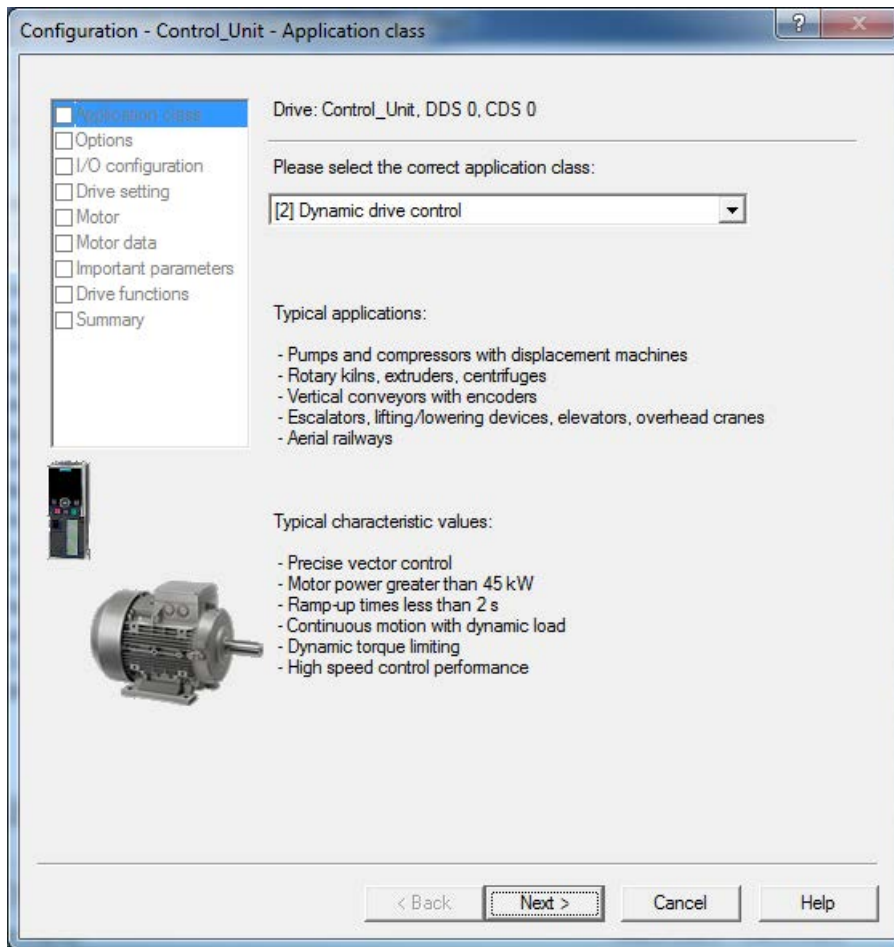 Configuration - Control_Unit - Application class
?
X
Application class
Options
I/O configuration
Drive setting
Motor
Motor data
Important parameters
Drive functions
Summary
Drive: Control_Unit, DDS 0, CDS 0
Please select the correct application class:
[2] Dynamic drive control
Typical applications:
- Pumps and compressors with displacement machines
- Rotary kilns, extruders, centrifuges
- Vertical conveyors with encoders
- Escalators, lifting/lowering devices, elevators, overhead cranes
- Aerial railways
Typical characteristic values:
- Precise vector control
- Motor power greater than 45 kW
- Ramp-up times less than 2 s
- Continuous motion with dynamic load
- Dynamic torque limiting
- High speed control performance
< Back
Next >
Cancel
Help